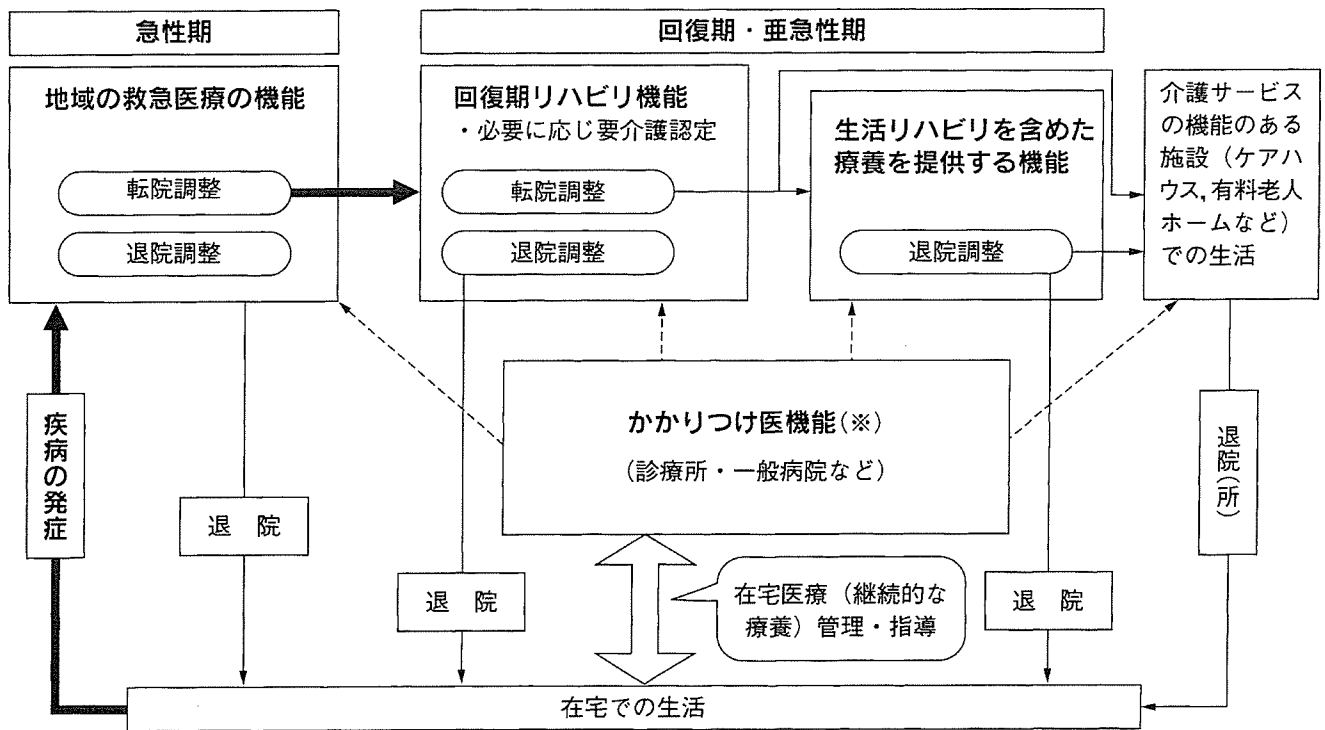 急性期
回復期・亜急性期
地域の救急医療の機能
転院調整
退院調整
回復期リハビリ機能
・必要に応じ要介護認定
転院調整
退院調整
生活リハビリを含めた
療養を提供する機能
退院調整
介護サービス
の機能のある
施設（ケアハ
ウス,有料老人
ホームなど）
での生活
かかりつけ医機能(※)
(診療所・一般病院など)
疾病の発症
退　院
退　院
在宅医療（継続的な
療養）管理・指導
退　院
退院(所)
在宅での生活